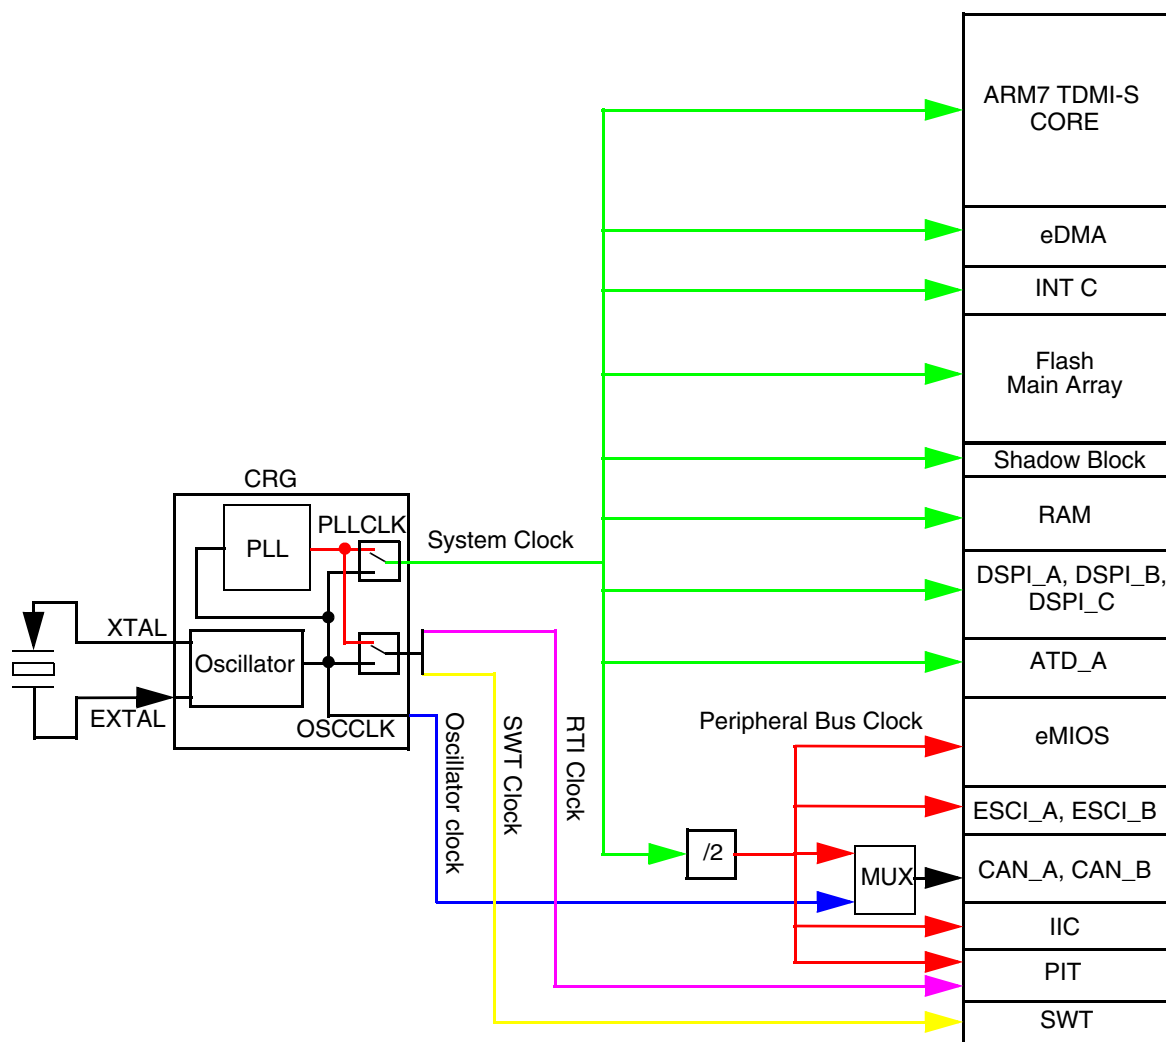 ARM7 TDMI-S
CORE
eDMA
INT C
Flash
Main Array
Shadow Block
RAM
DSPI_A, DSPI_B,
DSPI_C
ATD_A
eMIOS
ESCI_A, ESCI_B
CAN_A, CAN_B
IIC
PIT
SWT
CRG
PLL
PLLCLK
System Clock
XTAL
Oscillator
EXTAL
OSCCLK
Oscillator clock
SWT Clock
RTI Clock
Peripheral Bus Clock
/2
MUX